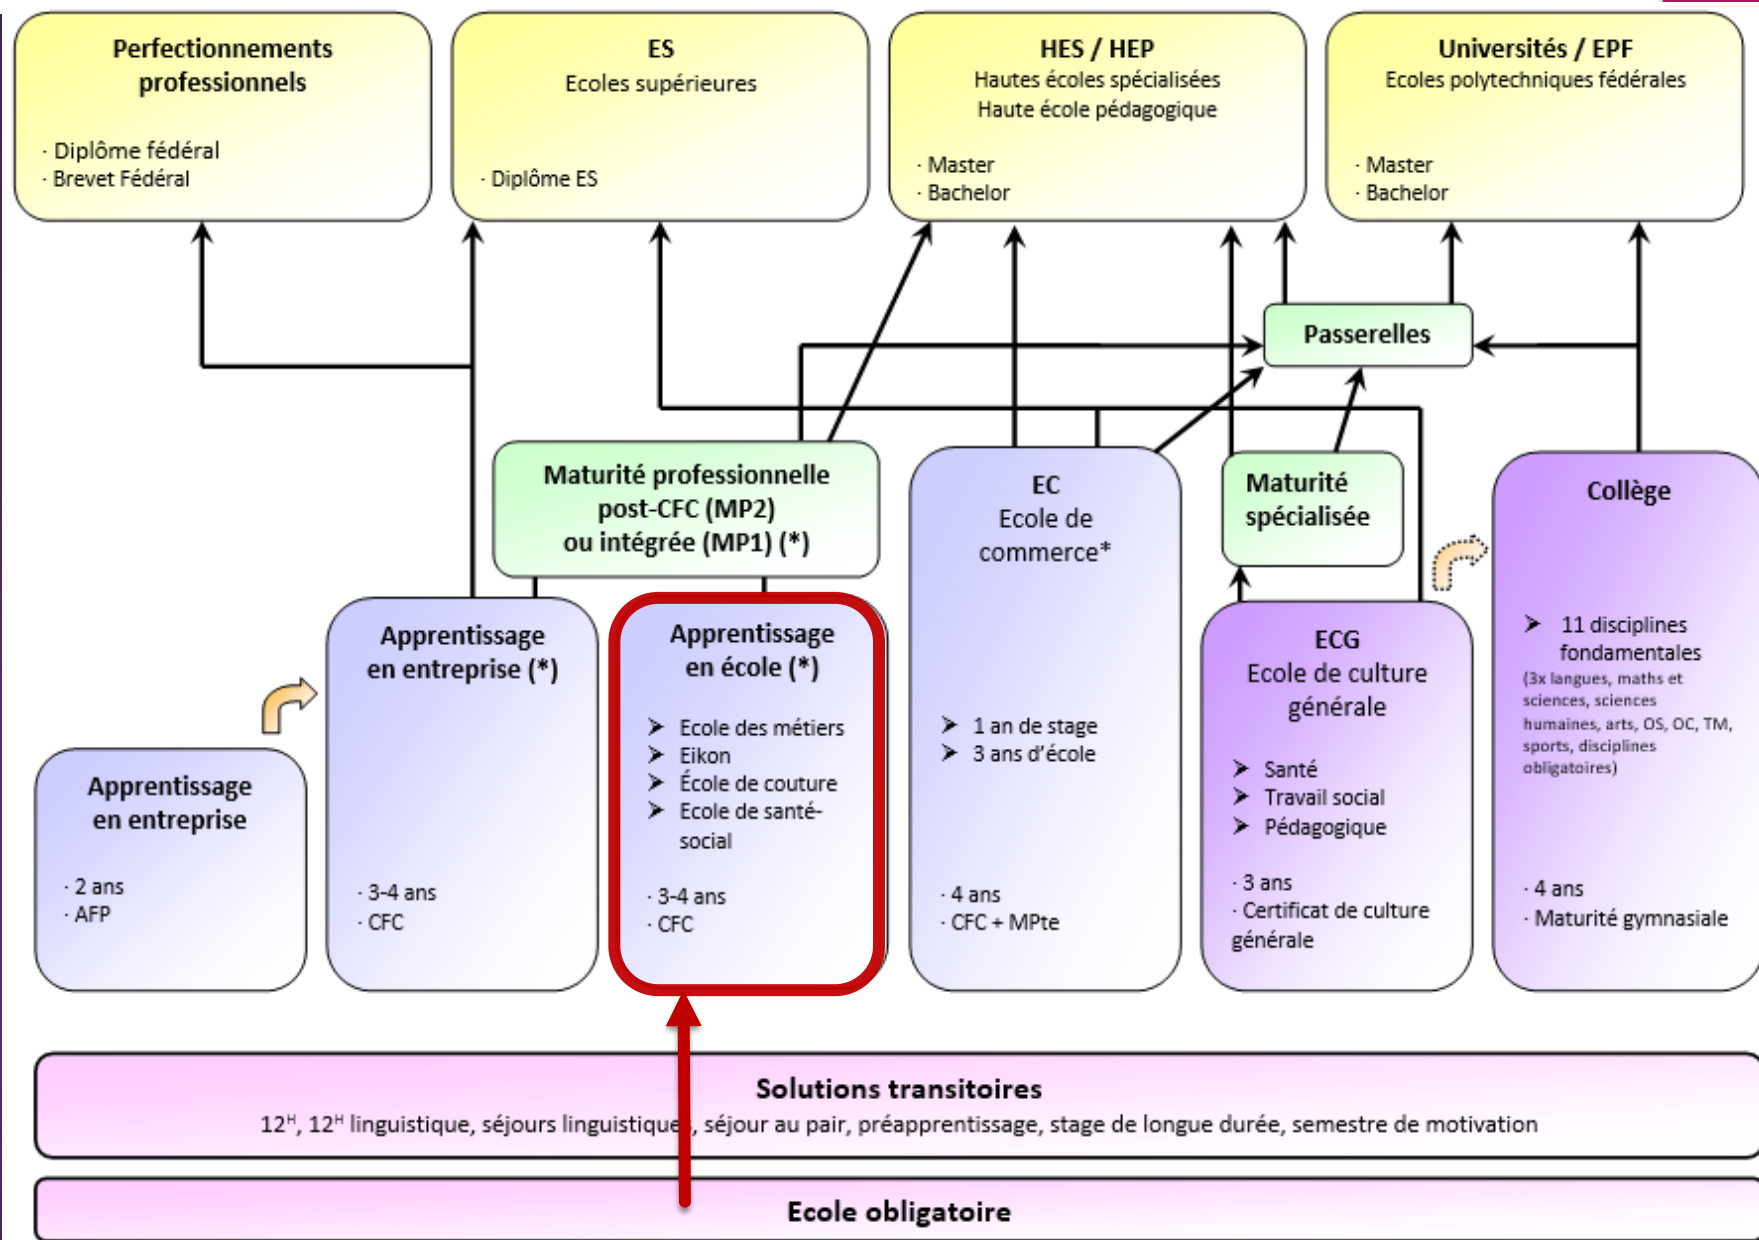 Perfectionnements
professionnels
· Diplôme fédéral
· Brevet Fédéral
ES
Ecoles supérieures
· Diplôme ES
HES / HEP
Hautes écoles spécialisées
Haute école pédagogique
· Master
· Bachelor
Universités / EPF
Ecoles polytechniques fédérales
· Master
· Bachelor
Passerelles
Maturité professionnelle
post-CFC (MP2)
ou intégrée (MP1) (*)
EC
Ecole de
commerce*
➤ 1 an de stage
➤ 3 ans d’école
· 4 ans
· CFC + MPte
Maturité
spécialisée
Collège
➤ 11 disciplines
fondamentales
(3x langues, maths et
sciences, sciences
humaines, arts, OS, OC, TM,
sports, disciplines
obligatoires)
· 4 ans
· Maturité gymnasiale
Apprentissage
en entreprise
· 2 ans
· AFP
Apprentissage
en entreprise (*)
· 3-4 ans
· CFC
Apprentissage
en école (*)
➤ Ecole des métiers
➤ Eikon
➤ École de couture
➤ Ecole de santé-
social
· 3-4 ans
· CFC
ECG
Ecole de culture
générale
➤ Santé
➤ Travail social
➤ Pédagogique
· 3 ans
· Certificat de culture
générale
Solutions transitoires
12ᴴ, 12ᴴ linguistique, séjours linguistiques, séjour au pair, préapprentissage, stage de longue durée, semestre de motivation
Ecole obligatoire